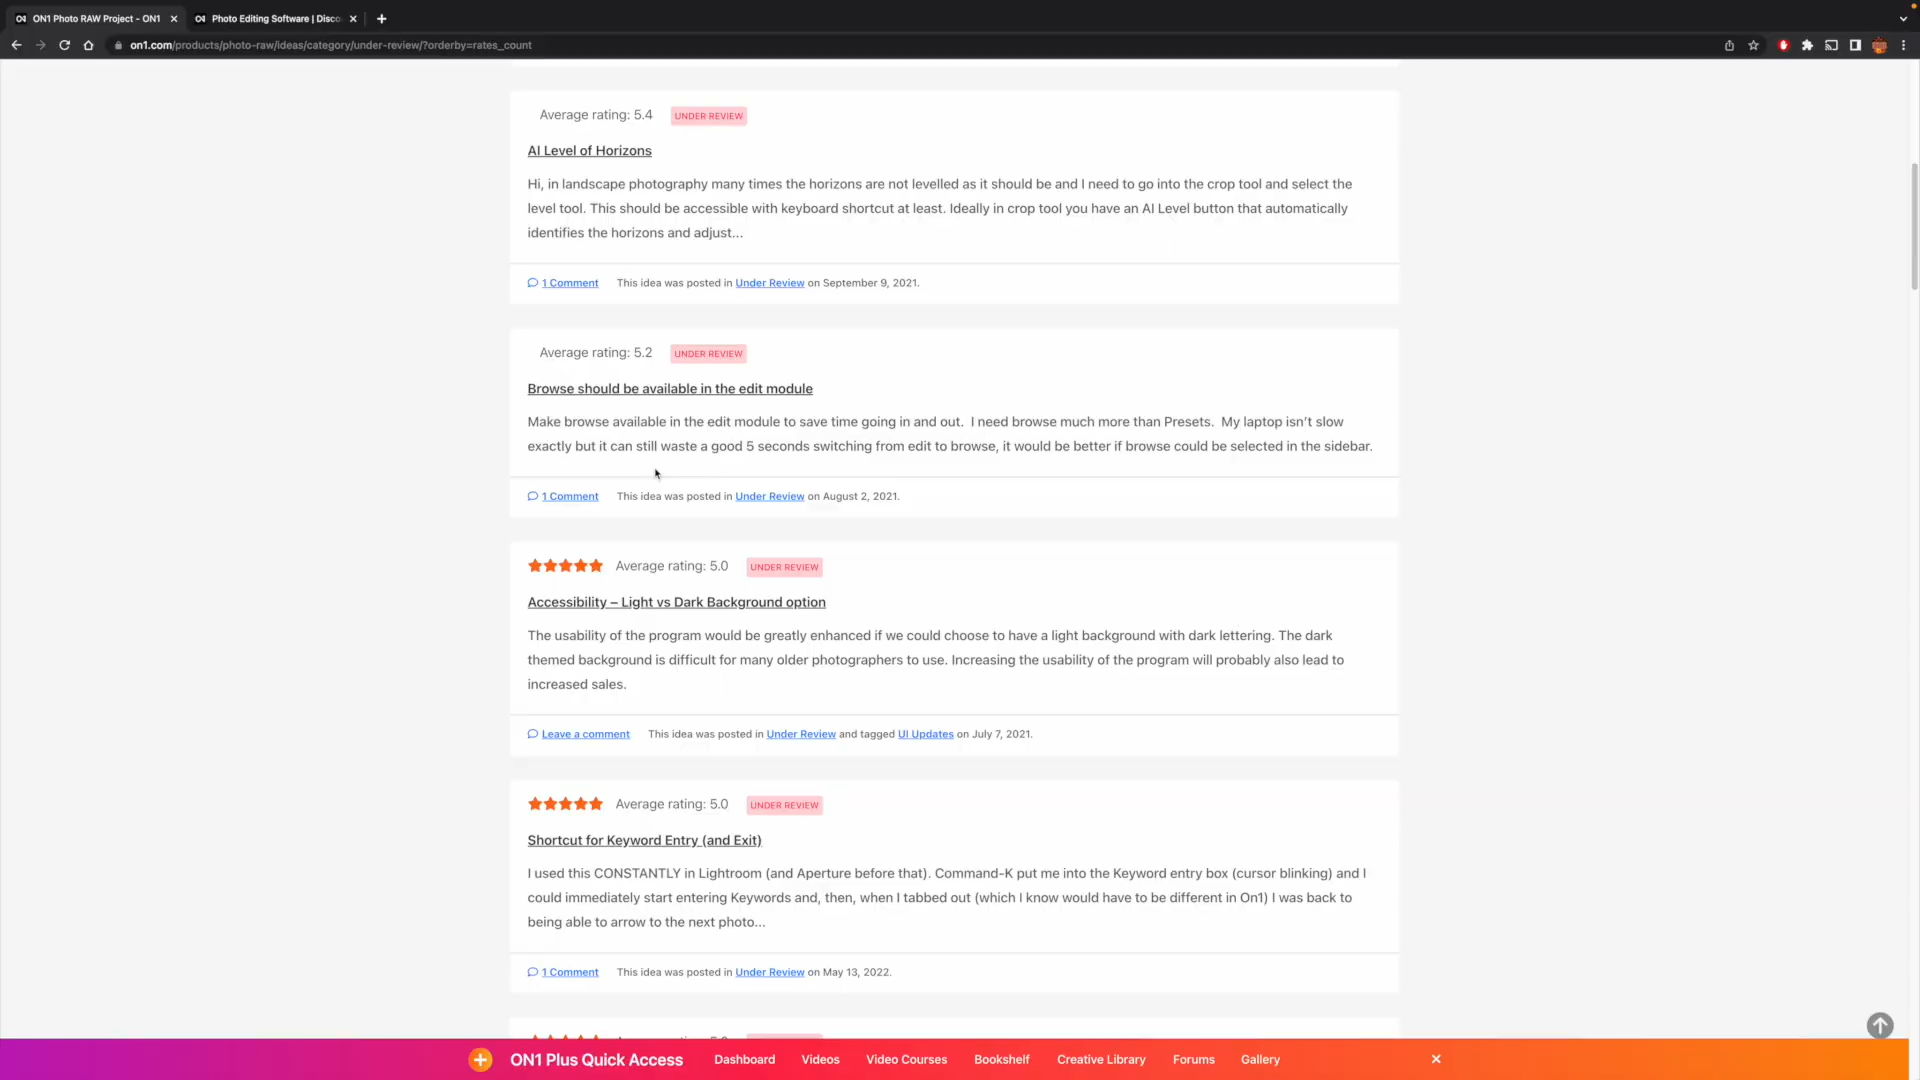 ON1 Photo RAW Project - ON1
Photo Editing Software | Disco
on1.com/products/photo-raw/ideas/category/under-review/?orderby=rates_count
Average rating: 5.4 UNDER REVIEW
AI Level of Horizons
Hi, in landscape photography many times the horizons are not levelled as it should be and I need to go into the crop tool and select the
level tool. This should be accessible with keyboard shortcut at least. Ideally in crop tool you have an AI Level button that automatically
identifies the horizons and adjust...
1 Comment This idea was posted in Under Review on September 9, 2021.
Average rating: 5.2 UNDER REVIEW
Browse should be available in the edit module
Make browse available in the edit module to save time going in and out.  I need browse much more than Presets.  My laptop isn't slow
exactly but it can still waste a good 5 seconds switching from edit to browse, it would be better if browse could be selected in the sidebar.
1 Comment This idea was posted in Under Review on August 2, 2021.
Average rating: 5.0 UNDER REVIEW
Accessibility – Light vs Dark Background option
The usability of the program would be greatly enhanced if we could choose to have a light background with dark lettering. The dark
themed background is difficult for many older photographers to use. Increasing the usability of the program will probably also lead to
increased sales.
Leave a comment This idea was posted in Under Review and tagged UI Updates on July 7, 2021.
Average rating: 5.0 UNDER REVIEW
Shortcut for Keyword Entry (and Exit)
I used this CONSTANTLY in Lightroom (and Aperture before that). Command-K put me into the Keyword entry box (cursor blinking) and I
could immediately start entering Keywords and, then, when I tabbed out (which I know would have to be different in On1) I was back to
being able to arrow to the next photo...
1 Comment This idea was posted in Under Review on May 13, 2022.
ON1 Plus Quick Access Dashboard Videos Video Courses Bookshelf Creative Library Forums Gallery